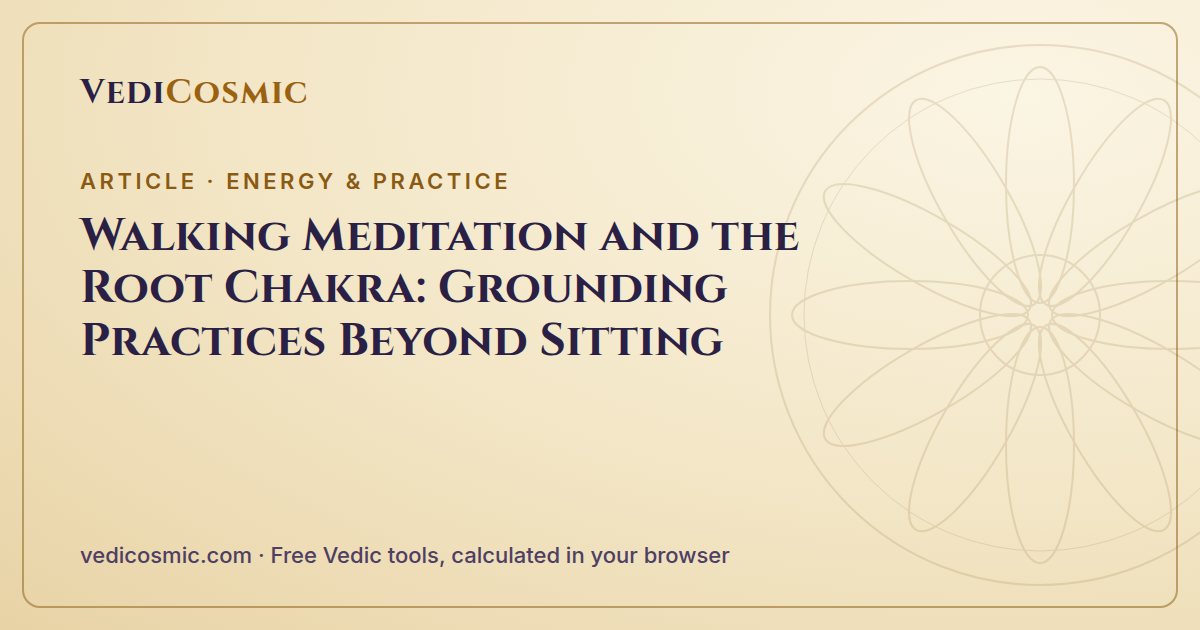 VediCosmic
ARTICLE · ENERGY & PRACTICE
Walking Meditation and the
Root Chakra: Grounding
Practices Beyond Sitting
vedicosmic.com · Free Vedic tools, calculated in your browser